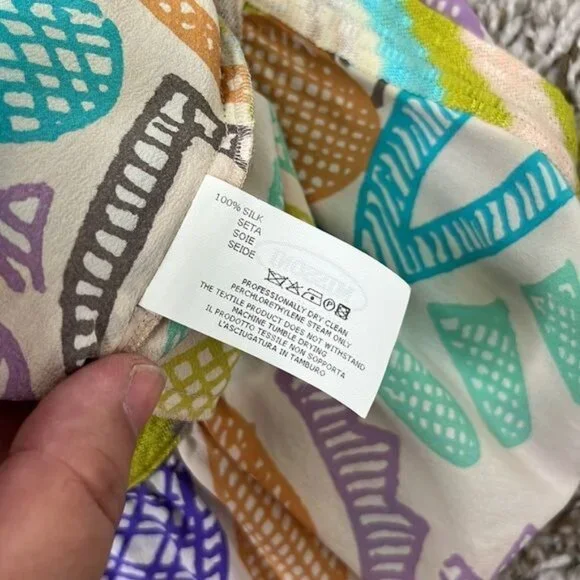 100% SILK
SETA
SOIE
SEIDE
MISSONI
PROFESSIONALLY DRY CLEAN
PERCHLORETHYLENE STEAM ONLY
THE TEXTILE PRODUCT DOES NOT WITHSTAND
MACHINE TUMBLE DRYING
IL PRODOTTO TESSILE NON SOPPORTA
L'ASCIUGATURA IN TAMBURO